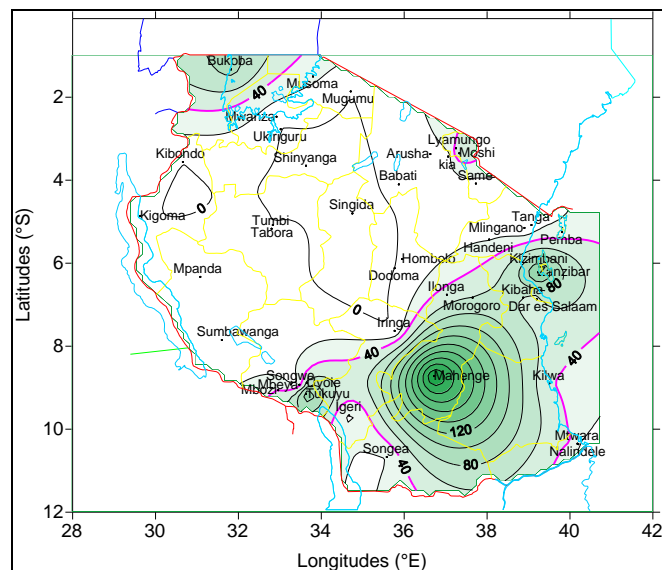 Bukoba
40
Musoma
2
Mugumu
Mwanza
Ukiriguru
Lyamungo
Kibondo
Shinyanga
Arusha
Moshi
kia
4
Babati
Same
Kigoma
0
Singida
Tanga
Tumbi
Mlingano
Tabora
Handeni
Pemba
Latitudes (°S)
6
Hombolo
Kizimbani
Mpanda
Dodoma
Zanzibar
Ilonga
Kibaha
80
Morogoro
Dar es Salaam
0
Iringa
Sumbawanga
8
40
40
Songwe
Mahenge
Kilwa
Mbozi
Mbeya
Uyole
Tukuyu
Igeri
10
120
Mtwara
Songea
Nalindele
40
80
12
28
30
32
34
36
38
40
42
Longitudes (°E)